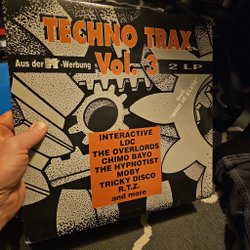 TECHNO TRAX
Vol. 3
Aus der MTV-Werbung
2 LP
INTERACTIVE
LDC
THE OVERLORDS
CHIMO BAYO
THE HYPNOTIST
MOBY
TRICKY DISCO
R.T.Z.
and more